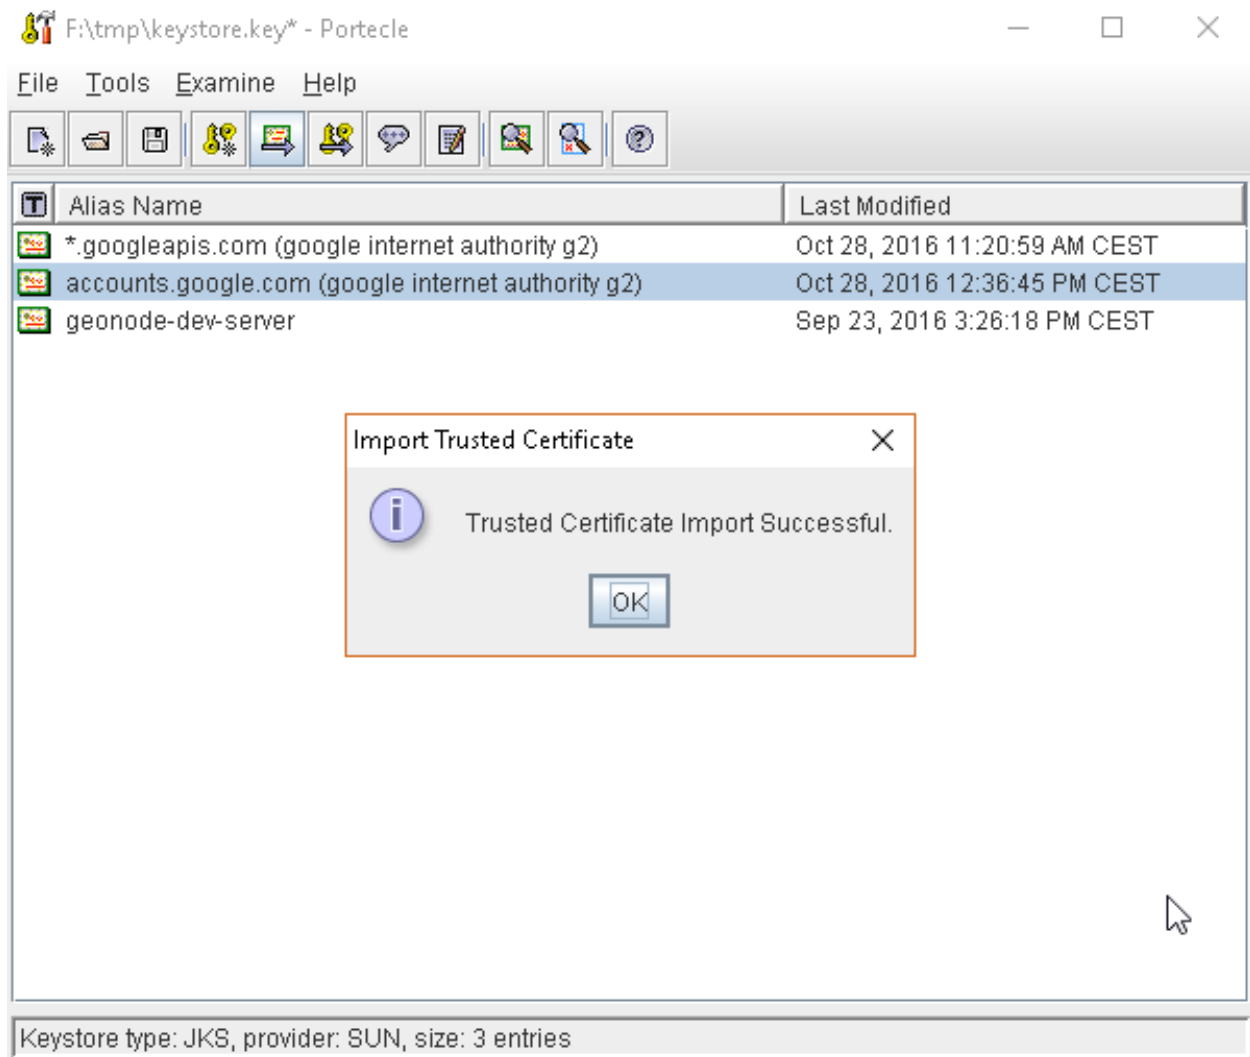 F:\tmp\keystore.key* - Portecle
File Tools Examine Help
T Alias Name Last Modified
*.googleapis.com (google internet authority g2) Oct 28, 2016 11:20:59 AM CEST
accounts.google.com (google internet authority g2) Oct 28, 2016 12:36:45 PM CEST
geonode-dev-server Sep 23, 2016 3:26:18 PM CEST
Import Trusted Certificate
Trusted Certificate Import Successful.
OK
Keystore type: JKS, provider: SUN, size: 3 entries